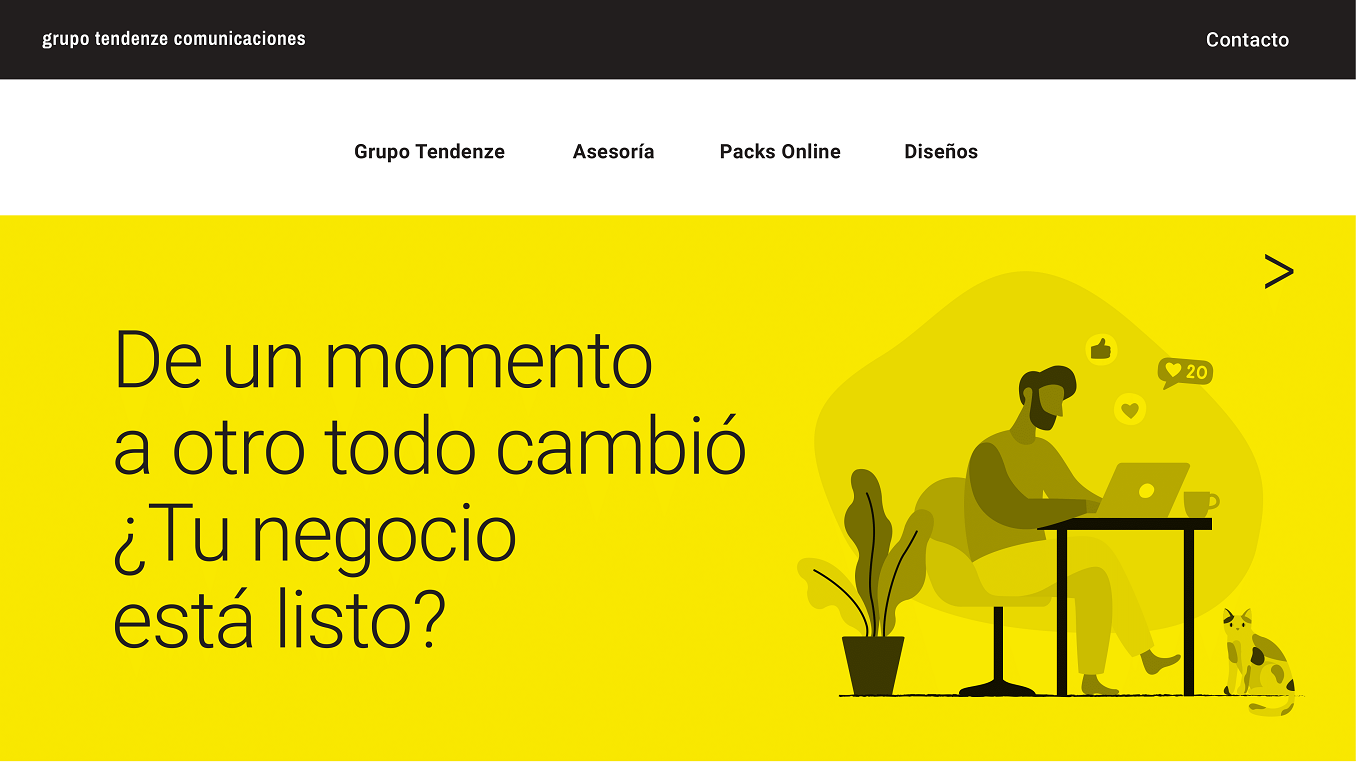 grupo tendenze comunicaciones
Contacto
Grupo Tendenze
Asesoría
Packs Online
Diseños
>
De un momento
a otro todo cambió
¿Tu negocio
está listo?
20